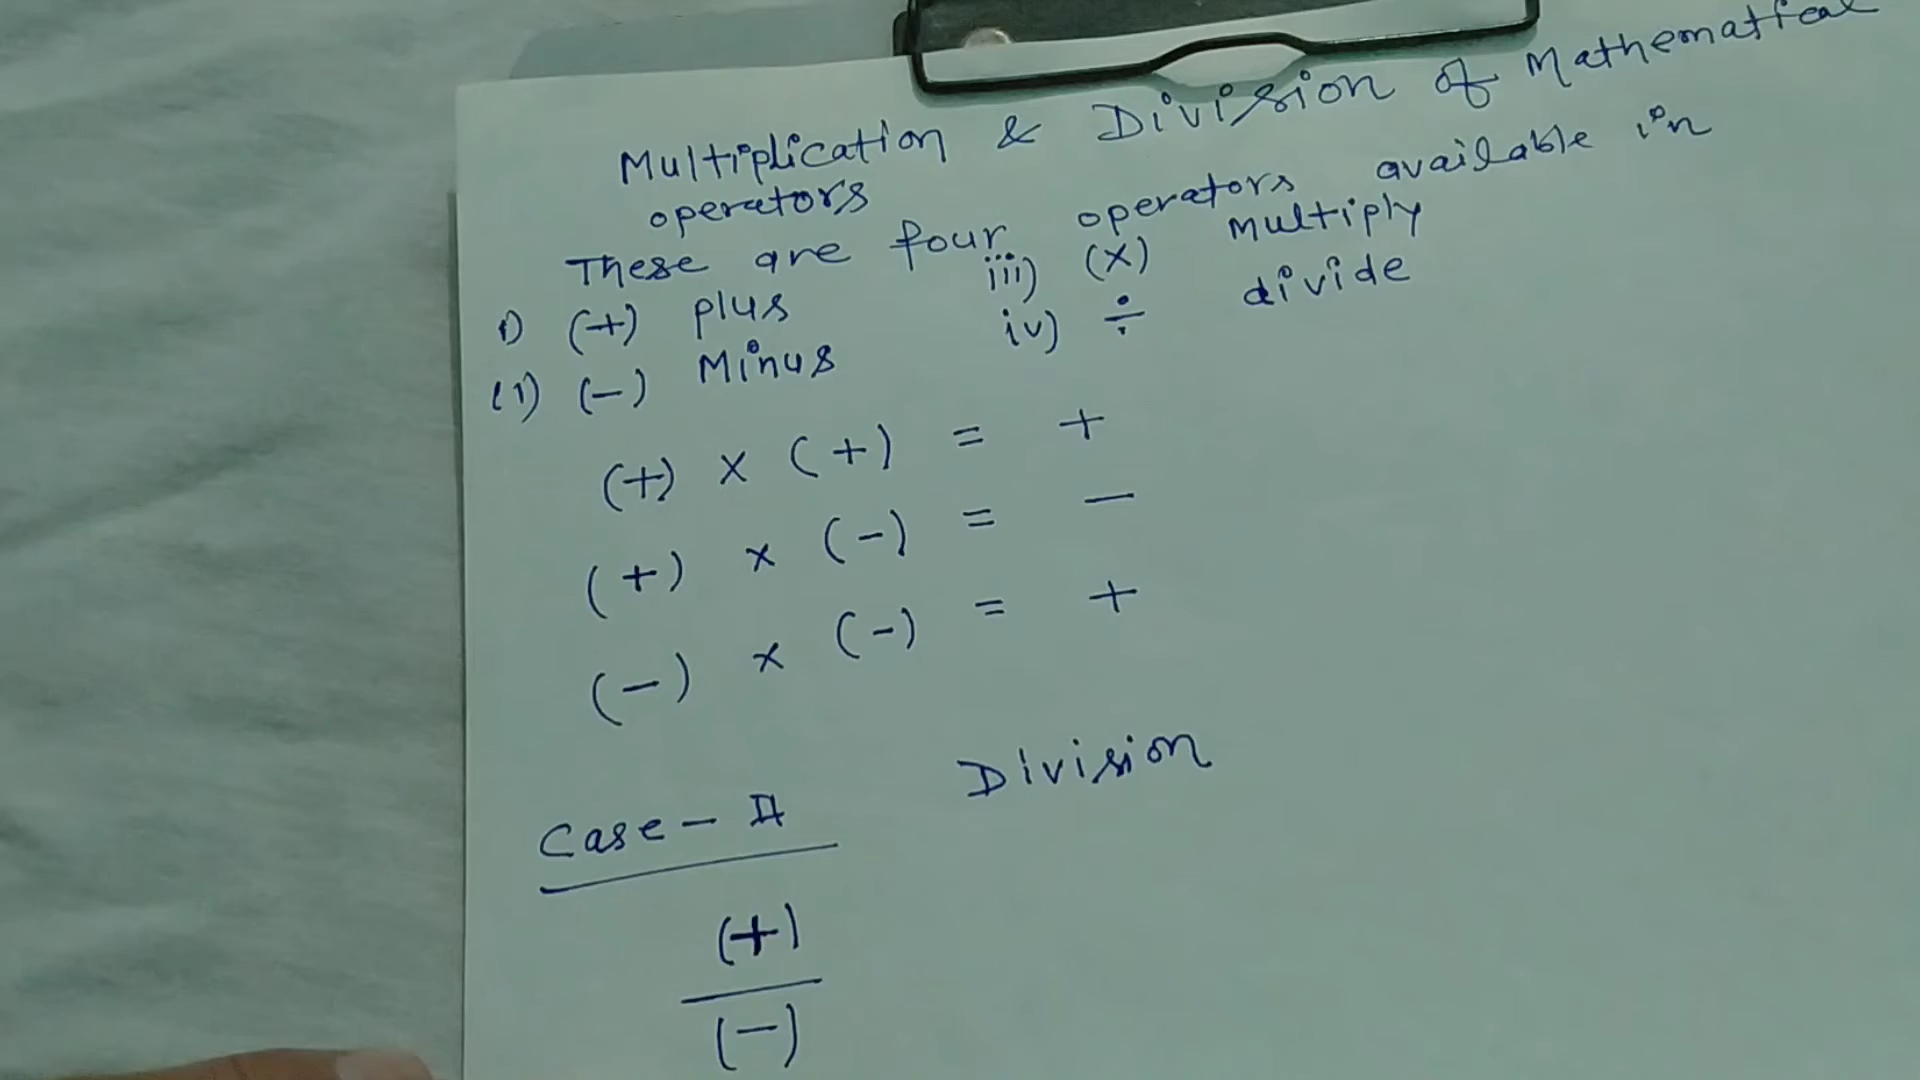 Multiplication & Division of Mathematical
operators
These are four operators available in
i) (+) plus iii) (×) multiply
(i) (-) Minus iv) ÷ divide
(+) × (+) = +
(+) × (-) = -
(-) × (-) = +
Case - II Division
(+)
(-)